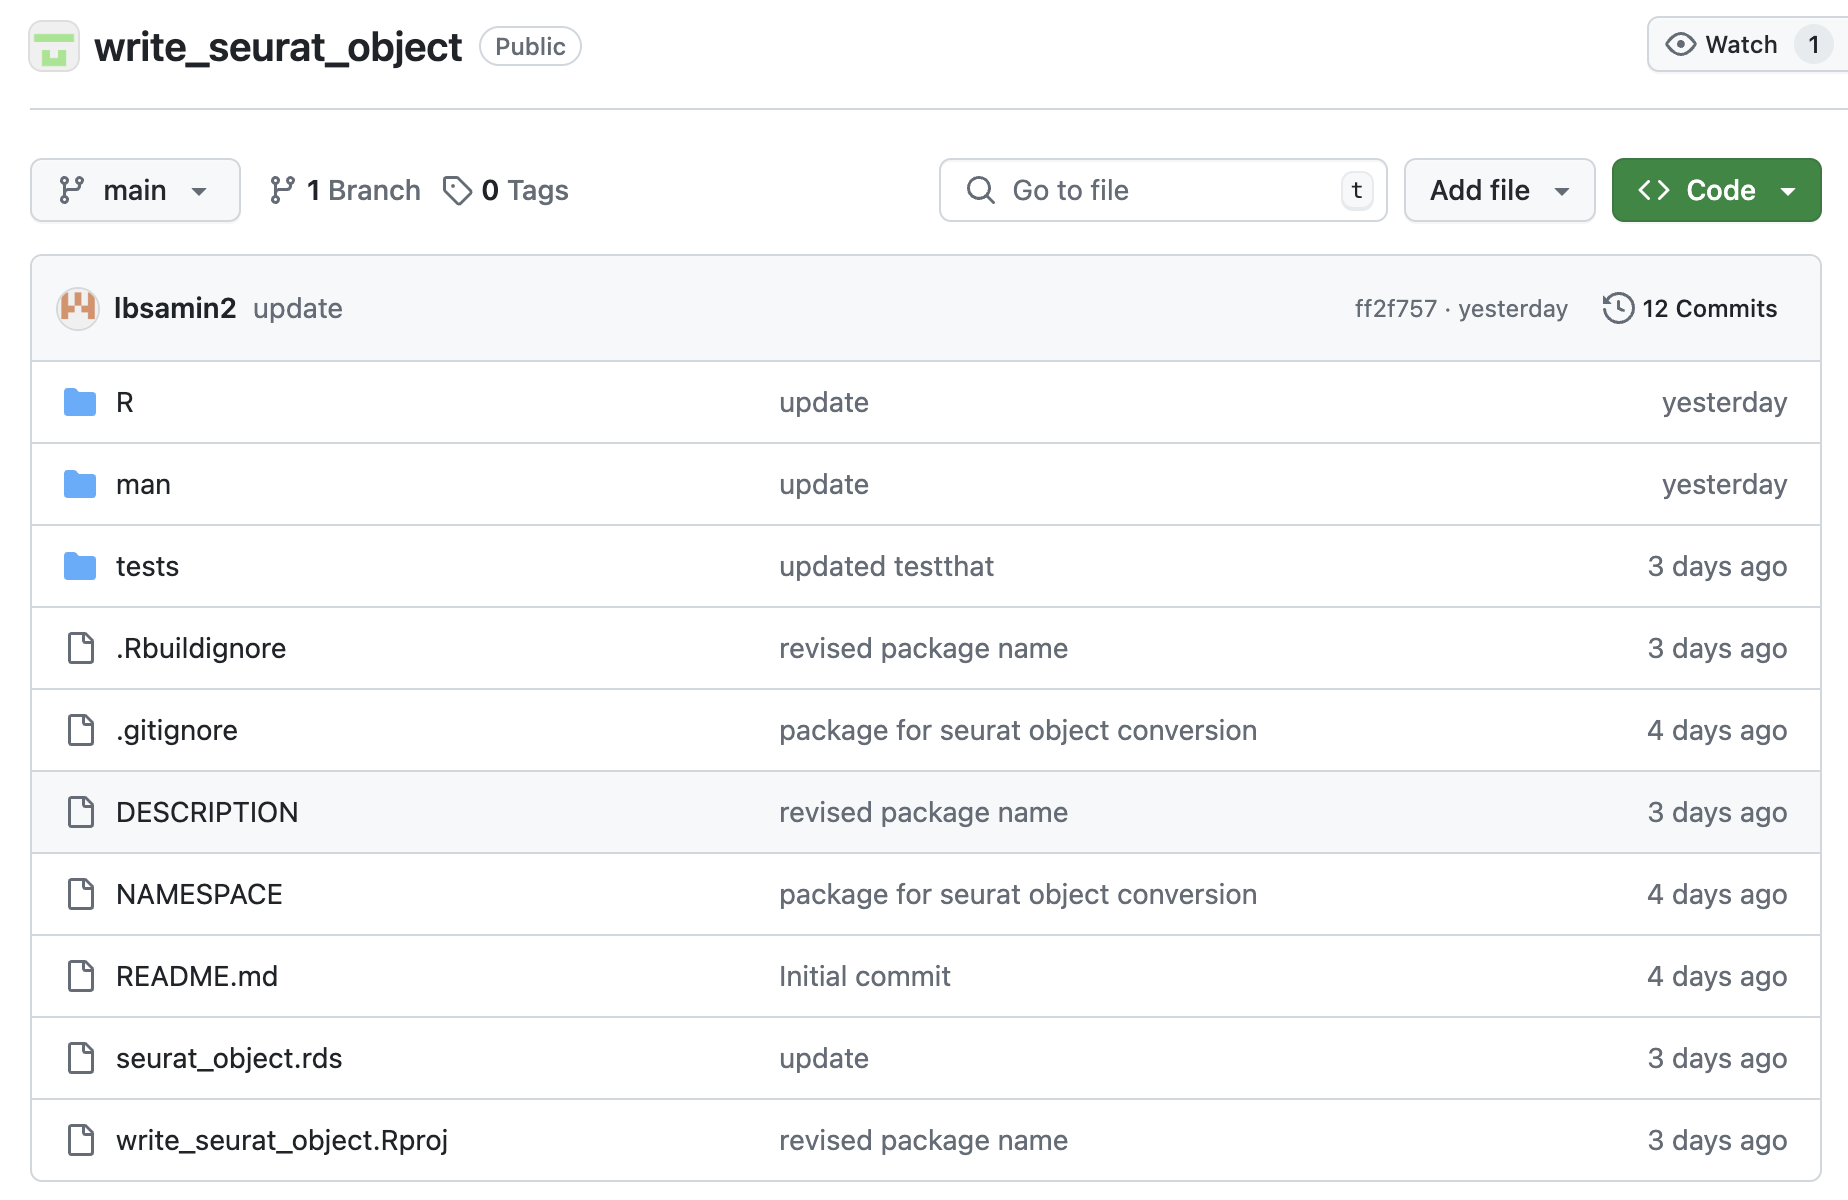 write_seurat_object Public Watch 1
main 1 Branch 0 Tags Go to file t Add file Code
lbsamin2 update ff2f757 · yesterday 12 Commits
R update yesterday
man update yesterday
tests updated testthat 3 days ago
.Rbuildignore revised package name 3 days ago
.gitignore package for seurat object conversion 4 days ago
DESCRIPTION revised package name 3 days ago
NAMESPACE package for seurat object conversion 4 days ago
README.md Initial commit 4 days ago
seurat_object.rds update 3 days ago
write_seurat_object.Rproj revised package name 3 days ago